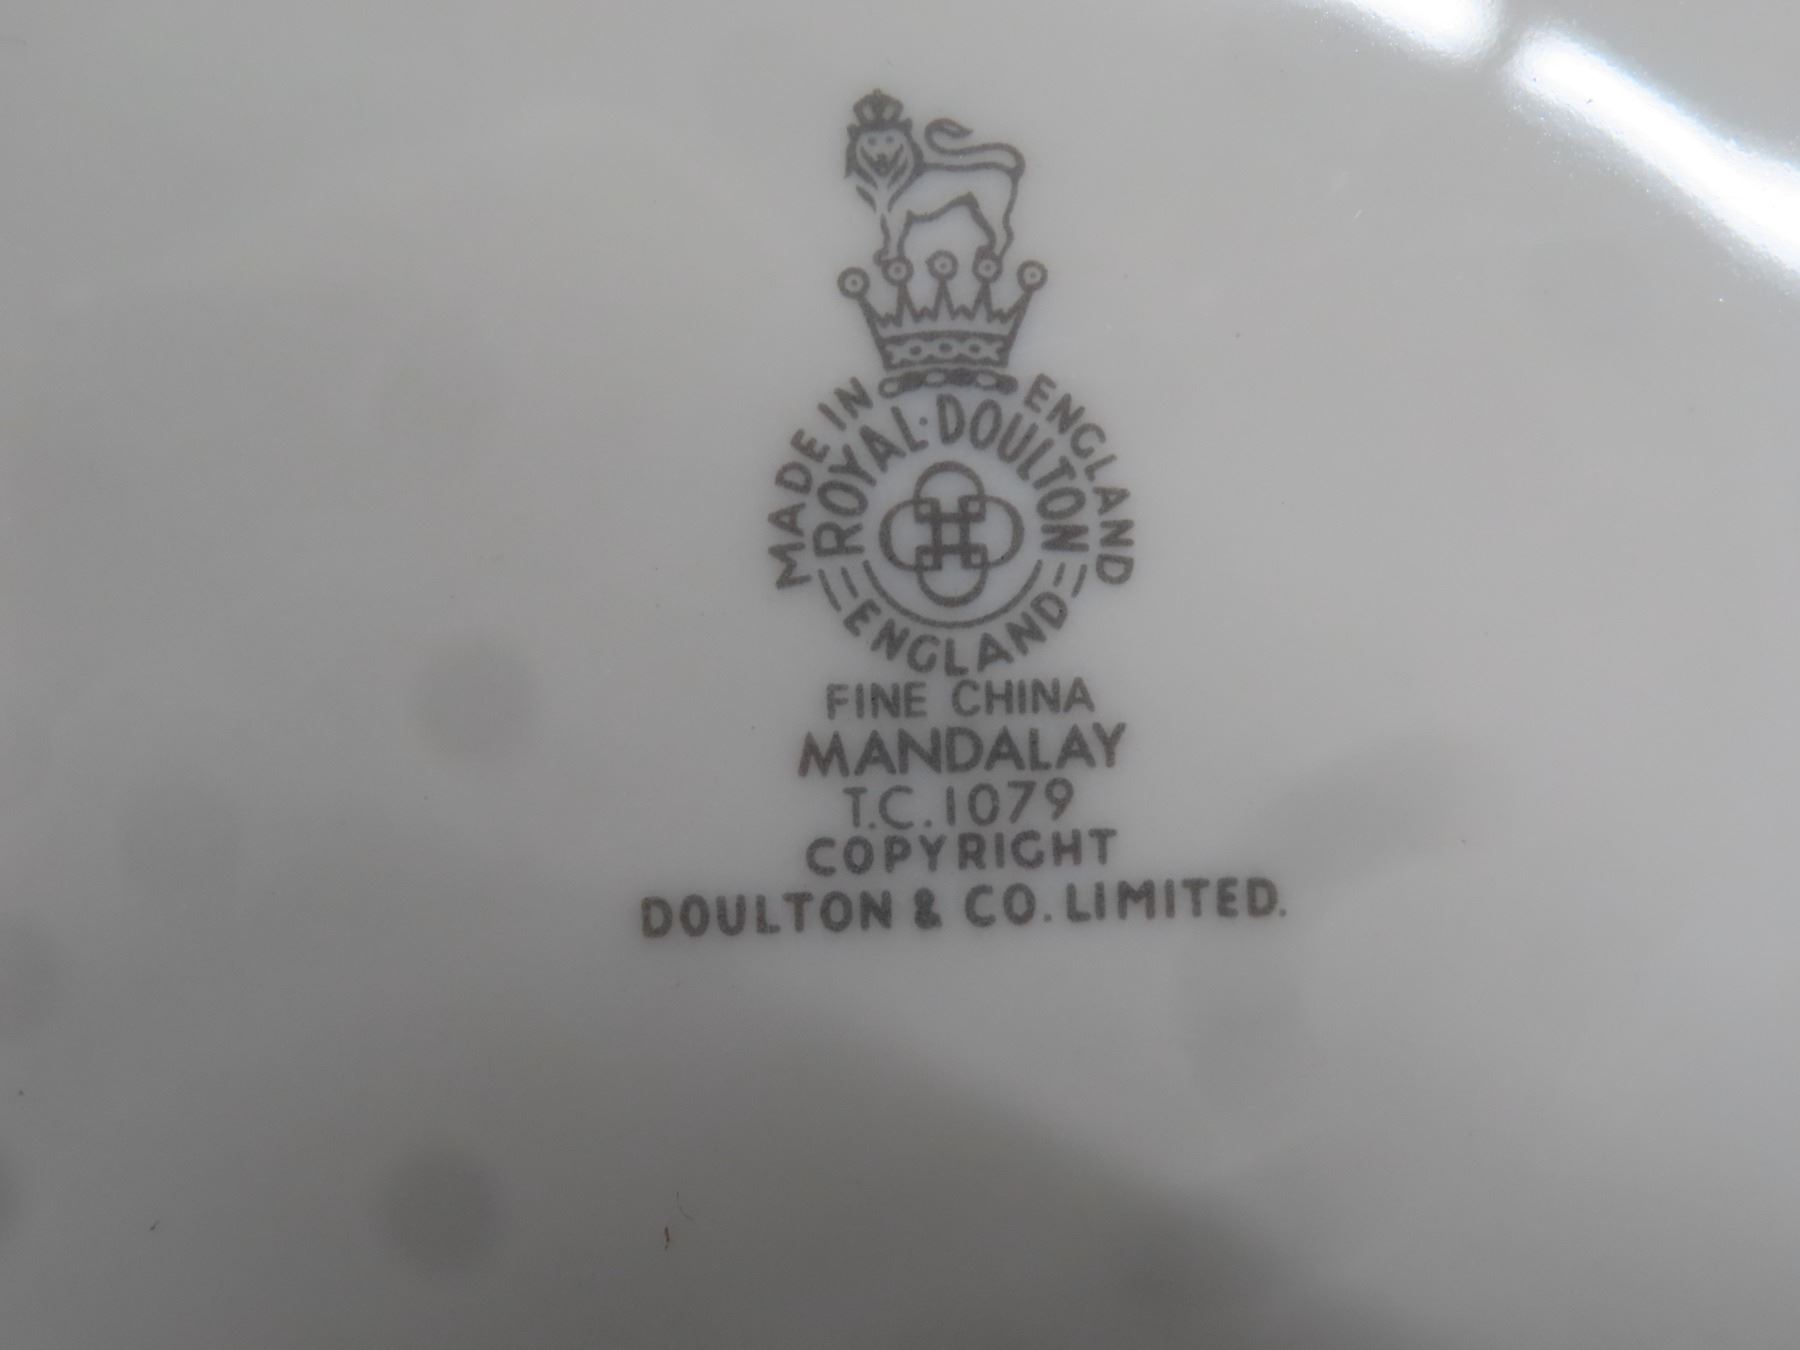 MADE IN ENGLAND
ROYAL·DOULTON
ENGLAND
FINE CHINA
MANDALAY
T.C.1079
COPYRIGHT
DOULTON & CO. LIMITED.